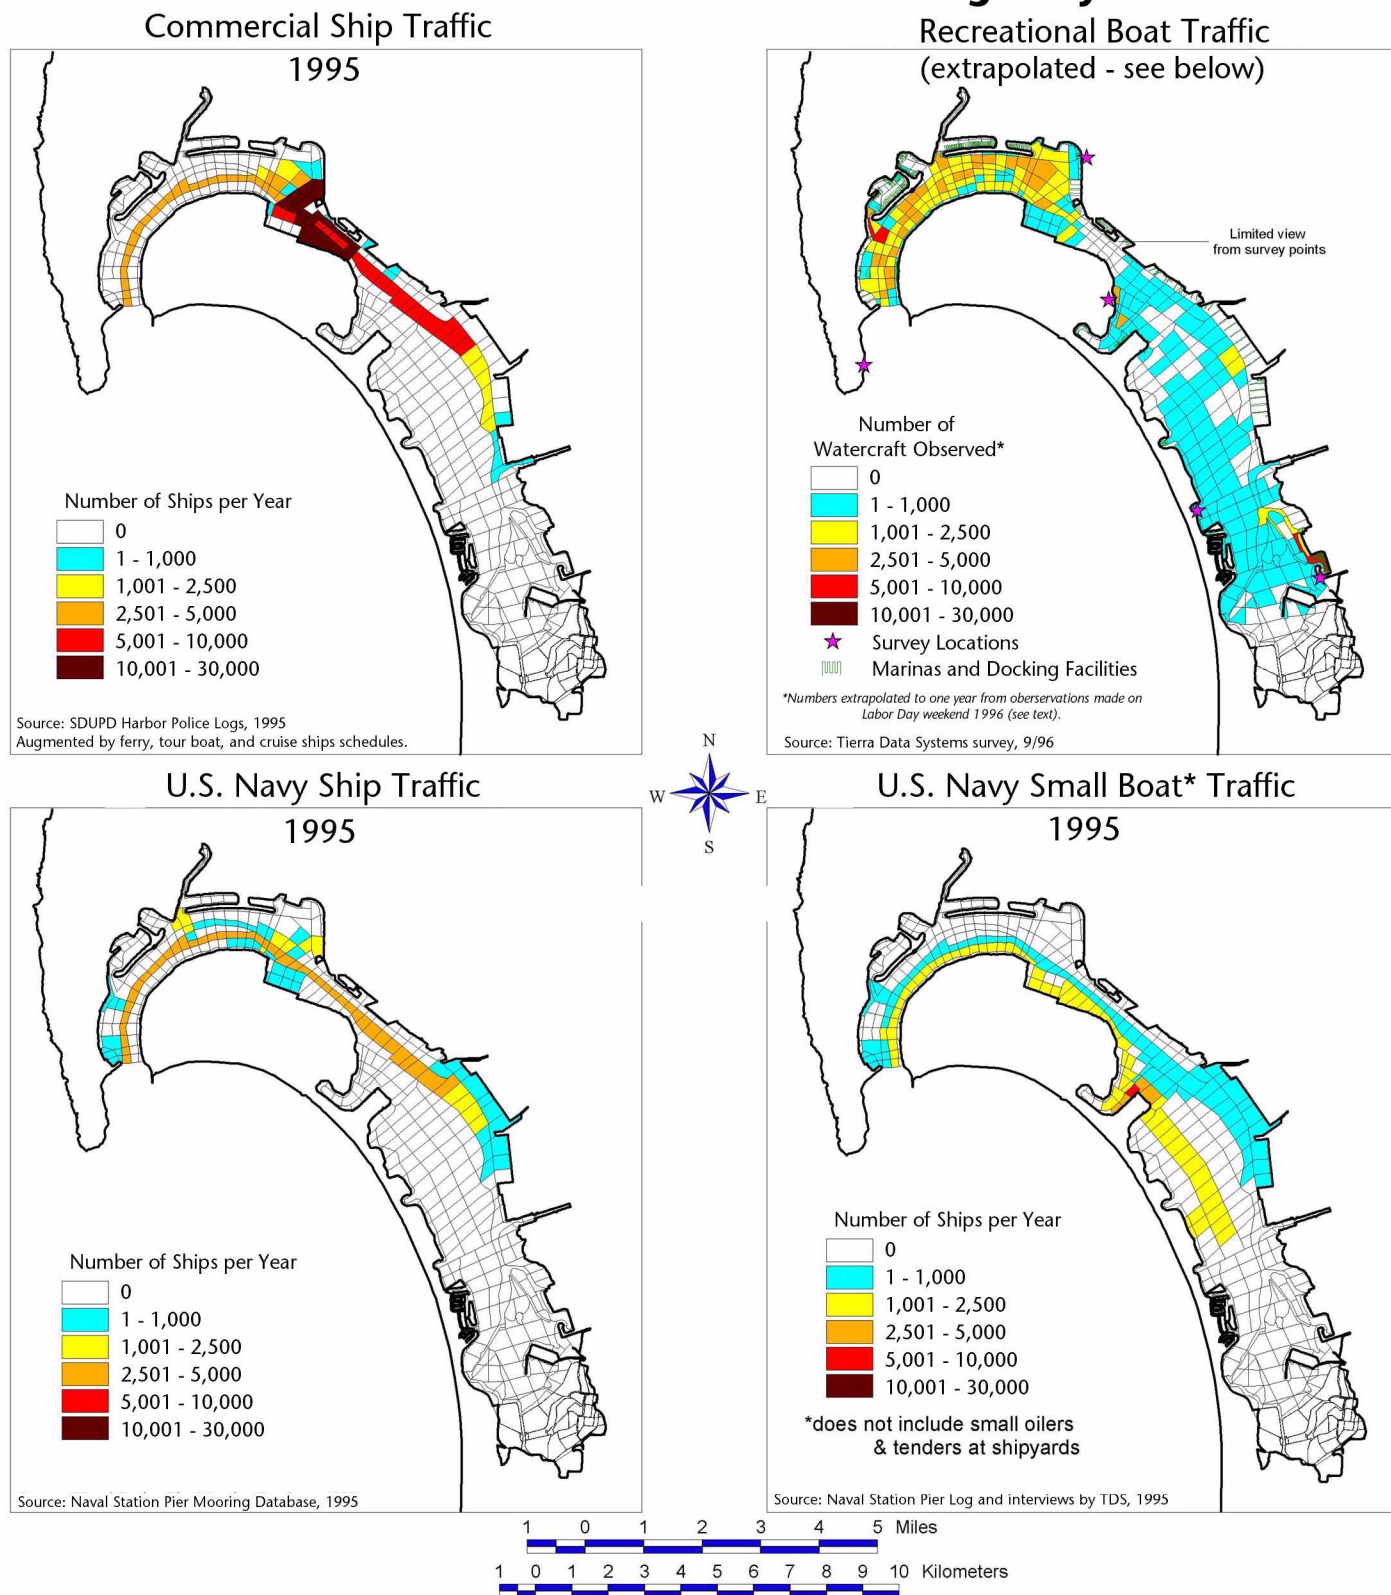 Commercial Ship Traffic
1995
Number of Ships per Year
0
1 - 1,000
1,001 - 2,500
2,501 - 5,000
5,001 - 10,000
10,001 - 30,000
Source: SDUPD Harbor Police Logs, 1995
Augmented by ferry, tour boat, and cruise ships schedules.
Recreational Boat Traffic
(extrapolated - see below)
Limited view
from survey points
Number of
Watercraft Observed*
0
1 - 1,000
1,001 - 2,500
2,501 - 5,000
5,001 - 10,000
10,001 - 30,000
Survey Locations
Marinas and Docking Facilities
*Numbers extrapolated to one year from oberservations made on
Labor Day weekend 1996 (see text).
Source: Tierra Data Systems survey, 9/96
N
W E
S
U.S. Navy Ship Traffic
1995
Number of Ships per Year
0
1 - 1,000
1,001 - 2,500
2,501 - 5,000
5,001 - 10,000
10,001 - 30,000
Source: Naval Station Pier Mooring Database, 1995
U.S. Navy Small Boat* Traffic
1995
Number of Ships per Year
0
1 - 1,000
1,001 - 2,500
2,501 - 5,000
5,001 - 10,000
10,001 - 30,000
*does not include small oilers
& tenders at shipyards
Source: Naval Station Pier Log and interviews by TDS, 1995
1 0 1 2 3 4 5 Miles
1 0 1 2 3 4 5 6 7 8 9 10 Kilometers